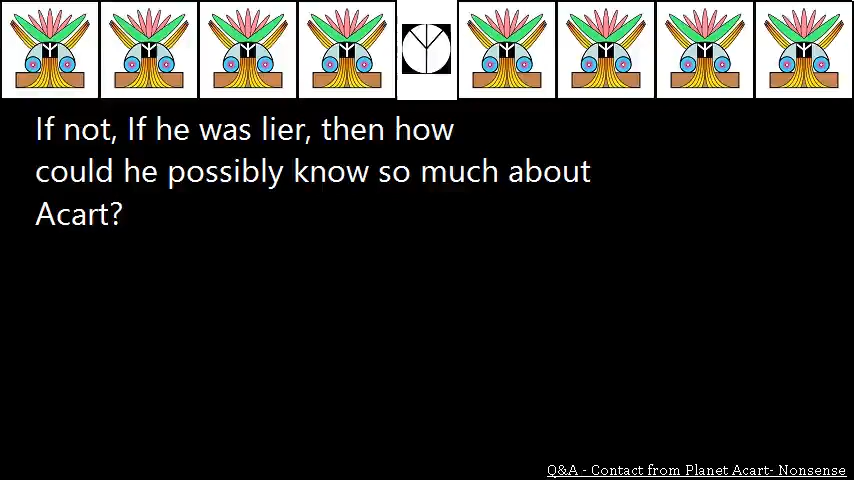 If not, If he was lier, then how
could he possibly know so much about
Acart?
Q&A - Contact from Planet Acart- Nonsense